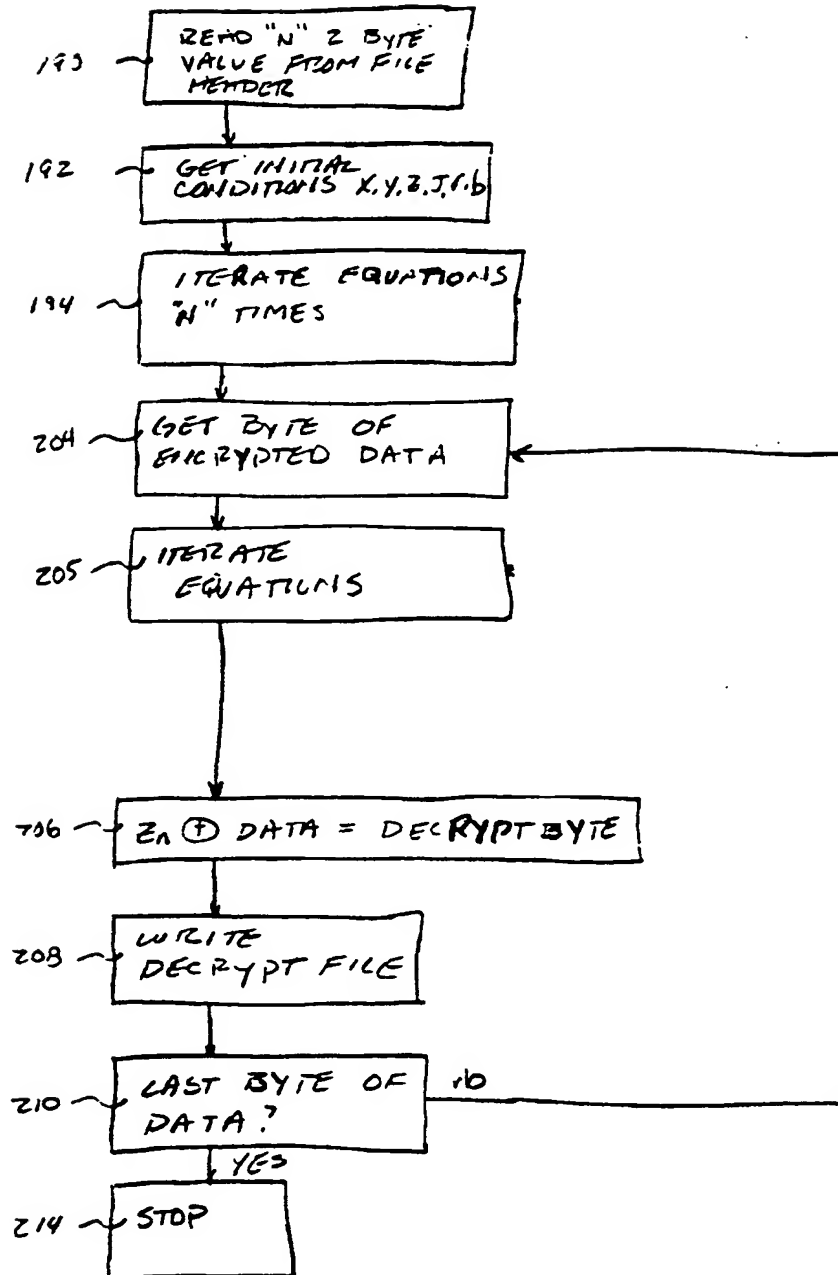 193
READ "N" 2 BYTE
VALUE FROM FILE
HEADER
192
GET INITIAL
CONDITIONS X,Y,Z,J,r,b
194
ITERATE EQUATIONS
"N" TIMES
204
GET BYTE OF
ENCRYPTED DATA
205
ITERATE
EQUATIONS
206
Zn ⊕ DATA = DECRYPT BYTE
208
WRITE
DECRYPT FILE
210
LAST BYTE OF
DATA?
NO
YES
214
STOP